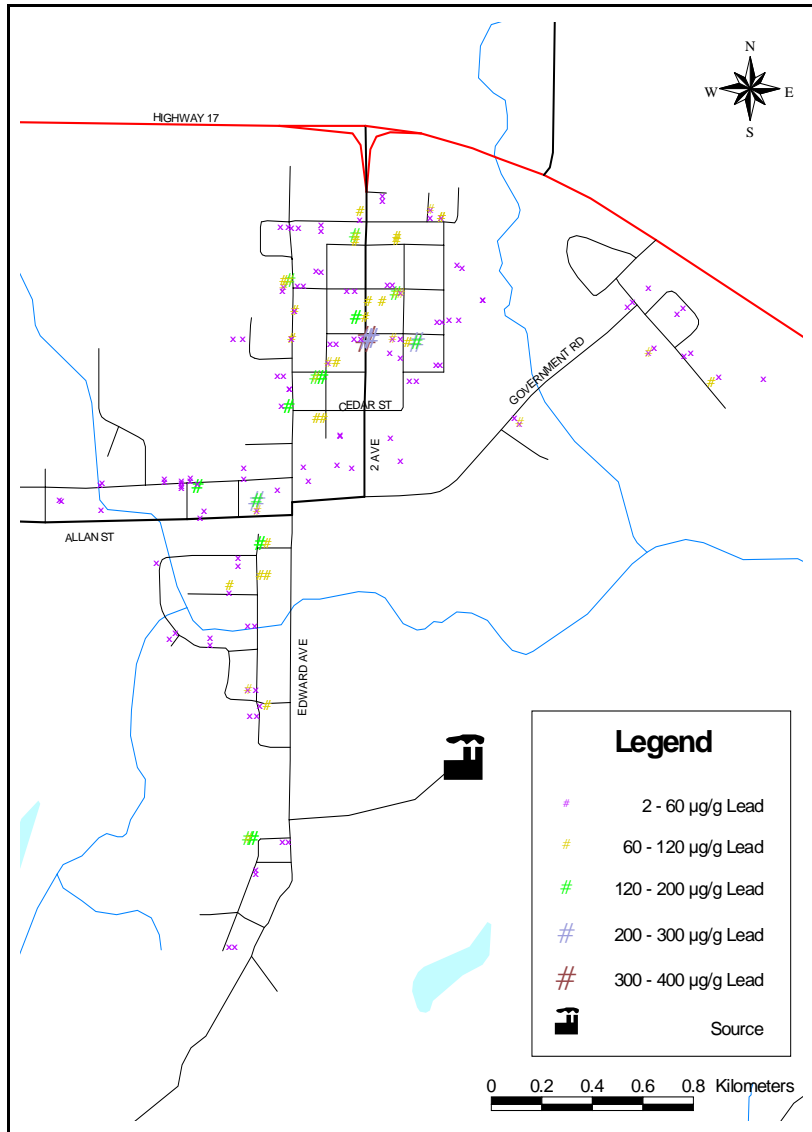 N
W E
S
HIGHWAY 17
GOVERNMENT RD
CEDAR ST
2 AVE
ALLAN ST
EDWARD AVE
Legend
# 2 - 60 µg/g Lead
# 60 - 120 µg/g Lead
# 120 - 200 µg/g Lead
# 200 - 300 µg/g Lead
# 300 - 400 µg/g Lead
Source
0 0.2 0.4 0.6 0.8 Kilometers